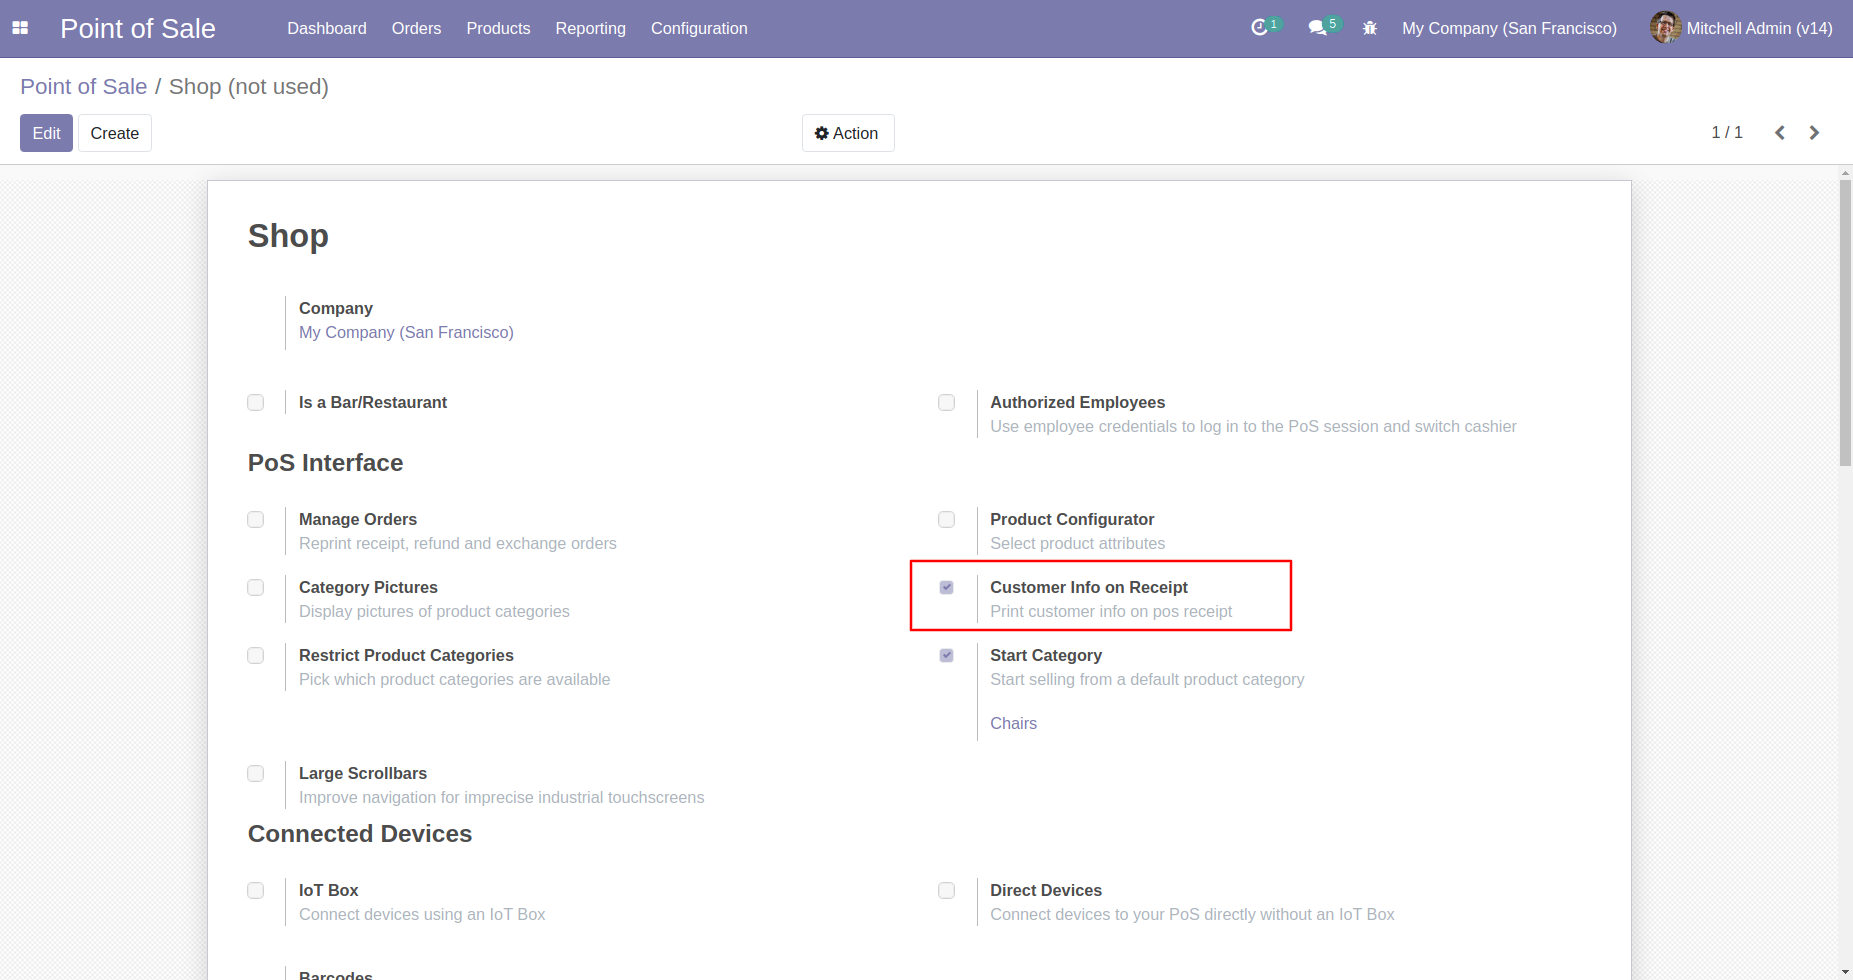 Point of Sale Dashboard Orders Products Reporting Configuration 1 5 My Company (San Francisco) Mitchell Admin (v14)
Point of Sale / Shop (not used)
Edit Create Action 1 / 1
Shop
Company
My Company (San Francisco)
Is a Bar/Restaurant
Authorized Employees
Use employee credentials to log in to the PoS session and switch cashier
PoS Interface
Manage Orders
Reprint receipt, refund and exchange orders
Product Configurator
Select product attributes
Category Pictures
Display pictures of product categories
Customer Info on Receipt
Print customer info on pos receipt
Restrict Product Categories
Pick which product categories are available
Start Category
Start selling from a default product category
Chairs
Large Scrollbars
Improve navigation for imprecise industrial touchscreens
Connected Devices
IoT Box
Connect devices using an IoT Box
Direct Devices
Connect devices to your PoS directly without an IoT Box
Barcodes